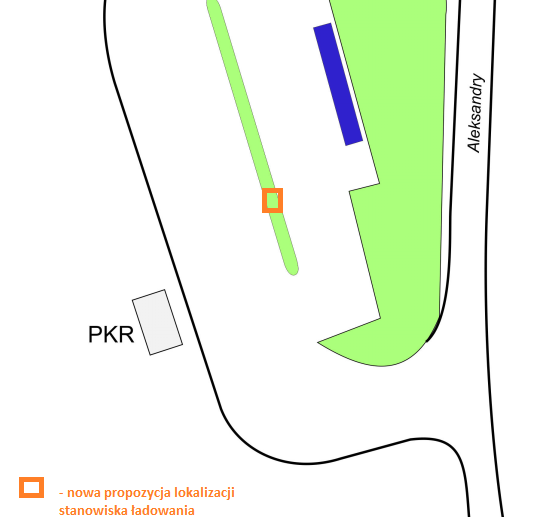 Aleksandry
PKR
- nowa propozycja lokalizacji
stanowiska ładowania